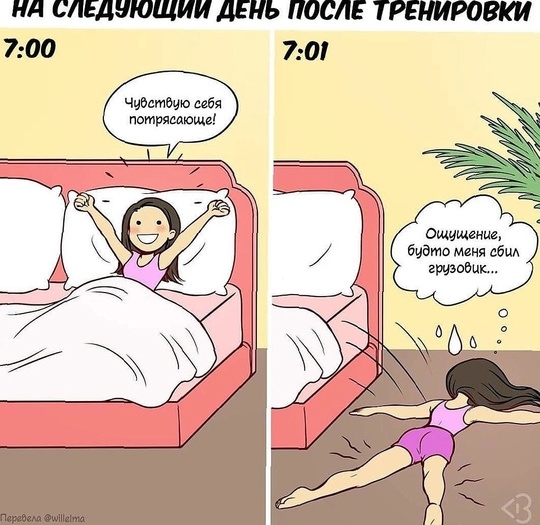 НА СЛЕДУЮЩИЙ ДЕНЬ ПОСЛЕ ТРЕНИРОВКИ
7:00
7:01
Чувствую себя
потрясающе!
Ощущение,
будто меня сбил
грузовик...
Перевела @willelma